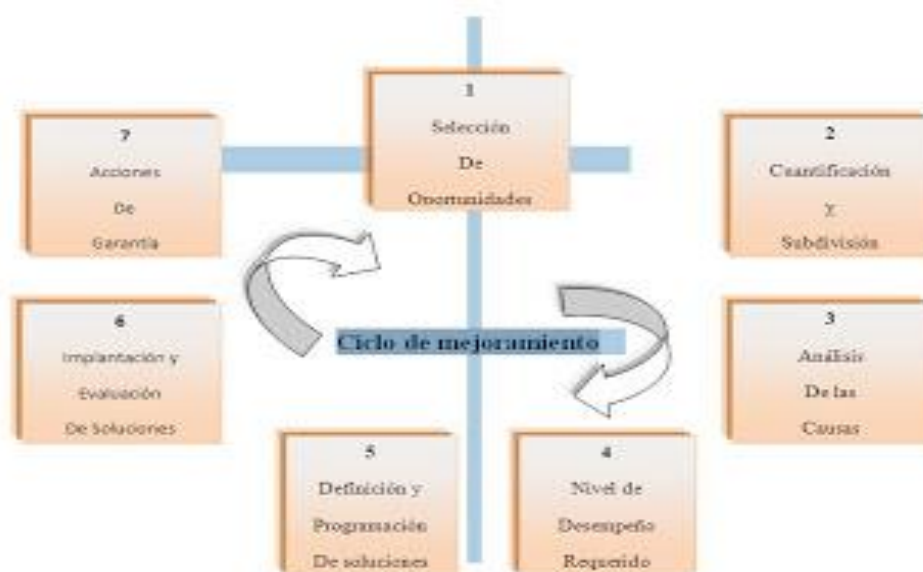 1
Selección
De
Oportunidades
2
Cuantificación
Y
Subdivisión
3
Análisis
De las
Causas
4
Nivel de
Desempeño
Requerido
5
Definición y
Programación
De soluciones
6
Implantación y
Evaluación
De Soluciones
7
Acciones
De
Garantía
Ciclo de mejoramiento